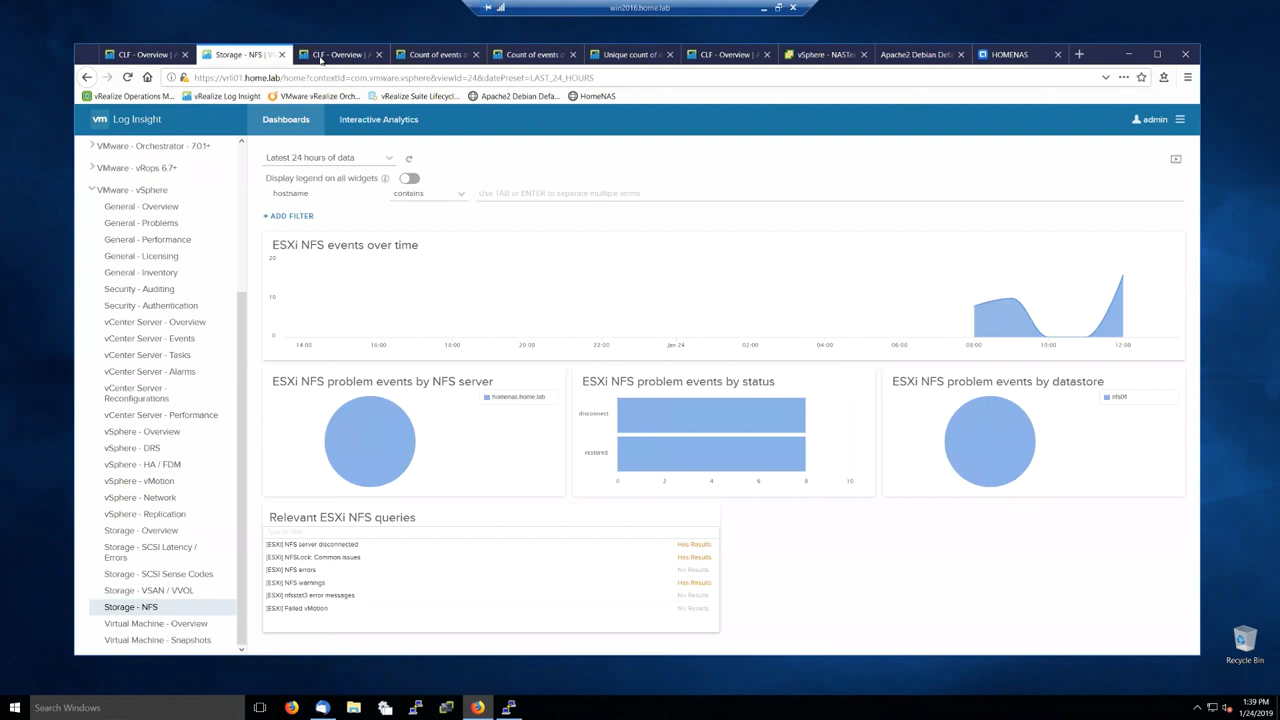 win2016.home.lab
CLF - Overview | A
Storage - NFS | V
CLF - Overview | A
Count of events o
Count of events o
Unique count of e
CLF - Overview | A
vSphere - NASTe
Apache2 Debian Def
HOMENAS
https://vrli01.home.lab/home?contextId=com.vmware.vsphere&viewId=24&datePreset=LAST_24_HOURS
vRealize Operations M...
vRealize Log Insight
VMware vRealize Orch...
vRealize Suite Lifecycl...
Apache2 Debian Defa...
HomeNAS
vm Log Insight
Dashboards
Interactive Analytics
admin
VMware - Orchestrator - 7.0.1+
VMware - vRops 6.7+
VMware - vSphere
General - Overview
General - Problems
General - Performance
General - Licensing
General - Inventory
Security - Auditing
Security - Authentication
vCenter Server - Overview
vCenter Server - Events
vCenter Server - Tasks
vCenter Server - Alarms
vCenter Server -
Reconfigurations
vCenter Server - Performance
vSphere - Overview
vSphere - DRS
vSphere - HA / FDM
vSphere - vMotion
vSphere - Network
vSphere - Replication
Storage - Overview
Storage - SCSI Latency /
Errors
Storage - SCSI Sense Codes
Storage - VSAN / VVOL
Storage - NFS
Virtual Machine - Overview
Virtual Machine - Snapshots
Latest 24 hours of data
Display legend on all widgets
hostname
contains
Use TAB or ENTER to separate multiple terms
+ ADD FILTER
ESXi NFS events over time
20
10
0
14:00 16:00 18:00 20:00 22:00 Jan 24 02:00 04:00 06:00 08:00 10:00 12:00
ESXi NFS problem events by NFS server
homenas.home.lab
ESXi NFS problem events by status
disconnect
restored
0 2 4 6 8 10
ESXi NFS problem events by datastore
nfs01
Relevant ESXi NFS queries
Type to filter
[ESXi] NFS server disconnected Has Results
[ESXi] NFSLock: Common issues Has Results
[ESXi] NFS errors No Results
[ESXi] NFS warnings Has Results
[ESXi] nfsstat3 error messages No Results
[ESXi] Failed vMotion No Results
Recycle Bin
Search Windows
1:39 PM
1/24/2019